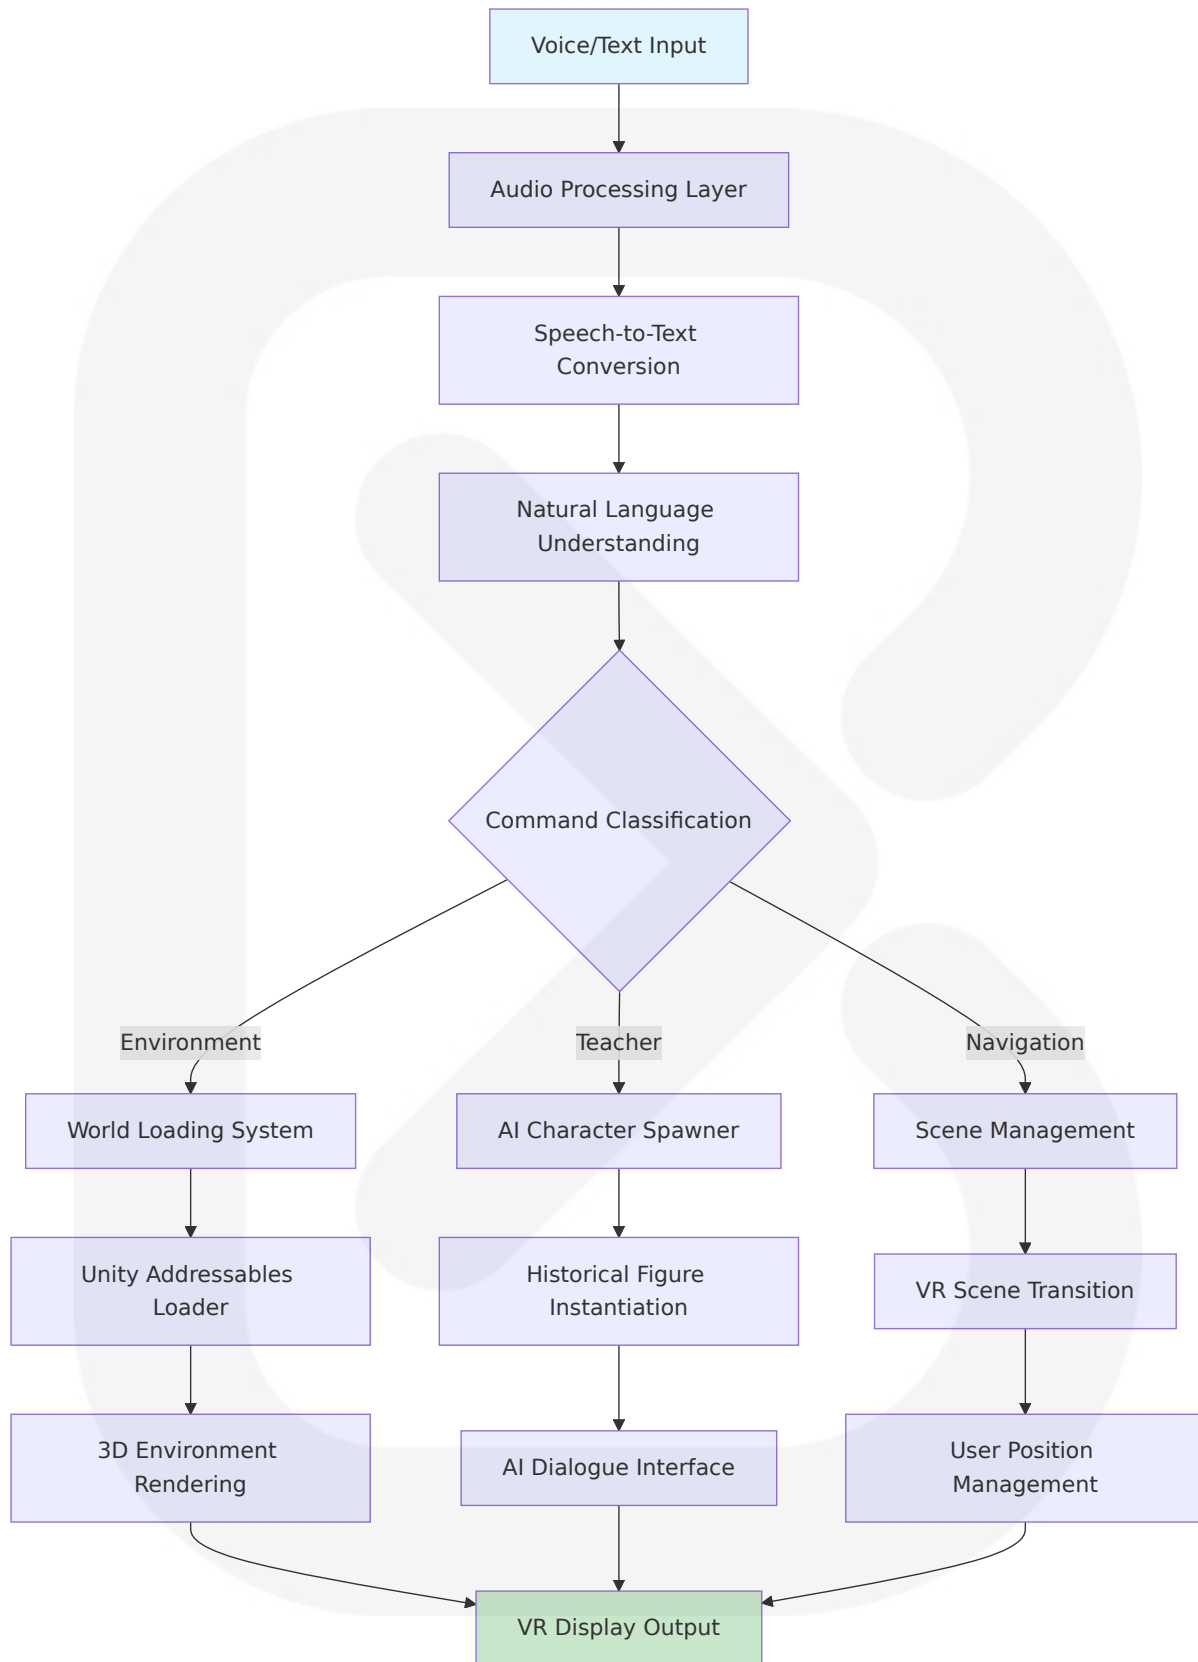 Voice/Text Input
Audio Processing Layer
Speech-to-Text
Conversion
Natural Language
Understanding
Command Classification
Environment
Teacher
Navigation
World Loading System
AI Character Spawner
Scene Management
Unity Addressables
Loader
Historical Figure
Instantiation
VR Scene Transition
3D Environment
Rendering
AI Dialogue Interface
User Position
Management
VR Display Output